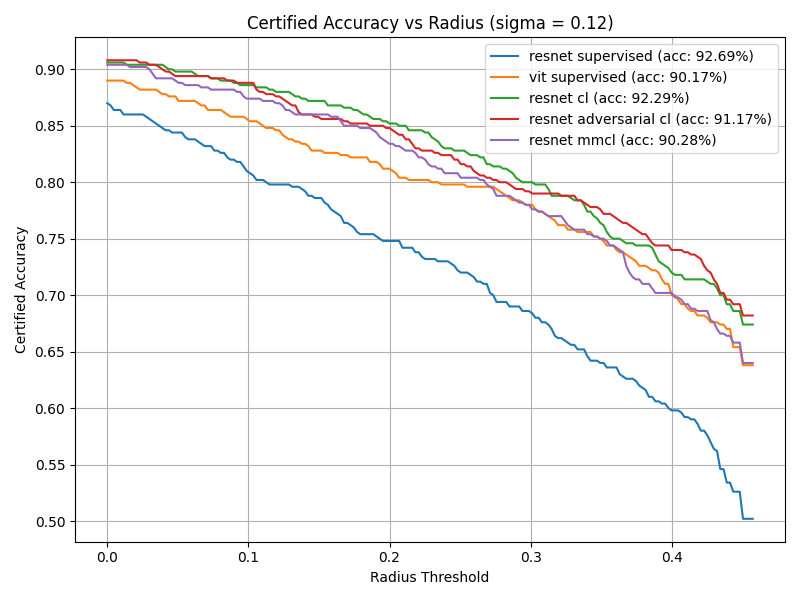 Certified Accuracy vs Radius (sigma = 0.12)
resnet supervised (acc: 92.69%)
vit supervised (acc: 90.17%)
resnet cl (acc: 92.29%)
resnet adversarial cl (acc: 91.17%)
resnet mmcl (acc: 90.28%)
Certified Accuracy
0.90
0.85
0.80
0.75
0.70
0.65
0.60
0.55
0.50
0.0 0.1 0.2 0.3 0.4
Radius Threshold